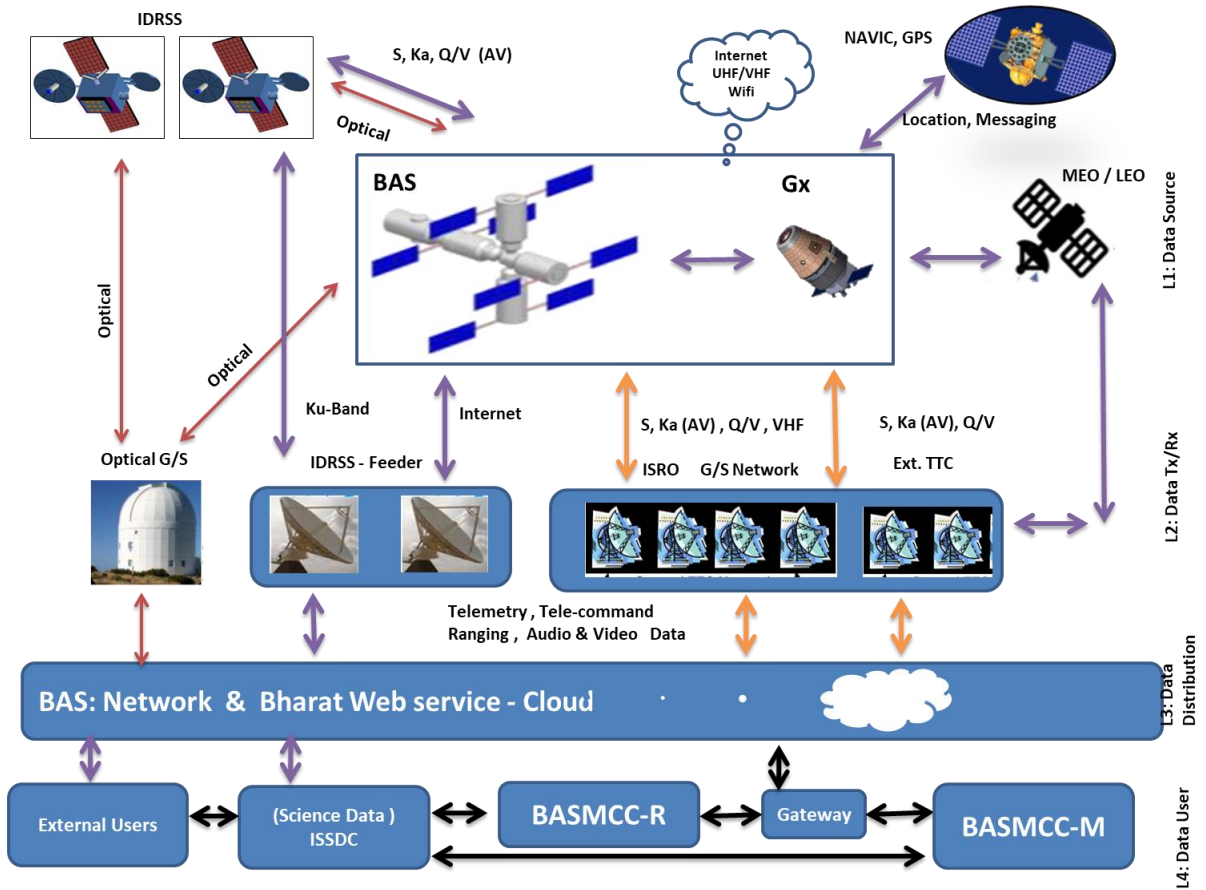 IDRSS
S, Ka, Q/V (AV)
Optical
Internet
UHF/VHF
Wifi
NAVIC, GPS
Location, Messaging
BAS
Gx
MEO / LEO
L1: Data Source
Optical
Optical
Ku-Band
Internet
S, Ka (AV) , Q/V , VHF
S, Ka (AV), Q/V
Optical G/S
IDRSS - Feeder
ISRO G/S Network
Ext. TTC
L2: Data Tx/Rx
Telemetry , Tele-command
Ranging , Audio & Video Data
BAS: Network & Bharat Web service - Cloud
L3: Data
Distribution
External Users
(Science Data )
ISSDC
BASMCC-R
Gateway
BASMCC-M
L4: Data User